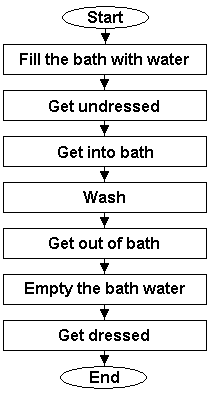 Start
Fill the bath with water
Get undressed
Get into bath
Wash
Get out of bath
Empty the bath water
Get dressed
End